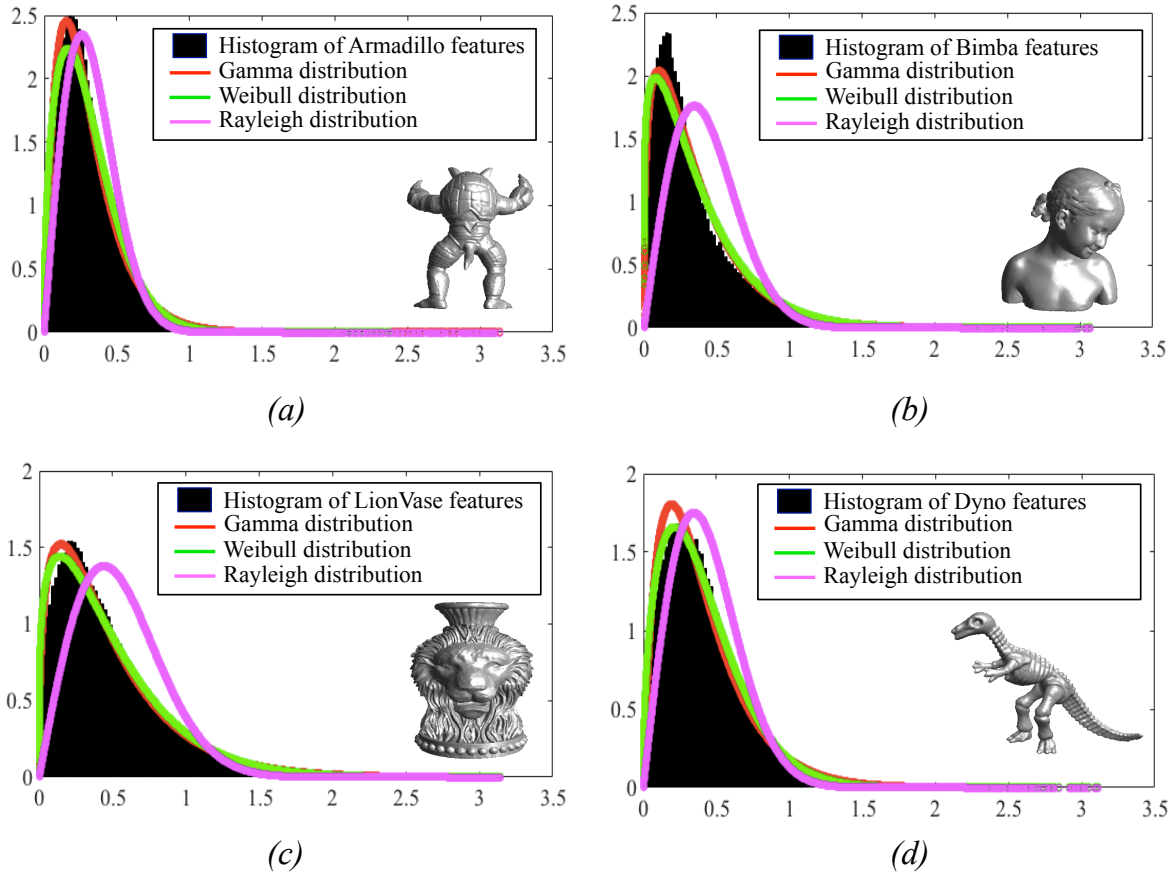 2.5
2
1.5
1
0.5
0
Histogram of Armadillo features
Gamma distribution
Weibull distribution
Rayleigh distribution
0 0.5 1 1.5 2 2.5 3 3.5
(a)
2.5
2
1.5
1
0.5
0
Histogram of Bimba features
Gamma distribution
Weibull distribution
Rayleigh distribution
0 0.5 1 1.5 2 2.5 3 3.5
(b)
2
1.5
1
0.5
0
Histogram of LionVase features
Gamma distribution
Weibull distribution
Rayleigh distribution
0 0.5 1 1.5 2 2.5 3 3.5
(c)
2
1.5
1
0.5
0
Histogram of Dyno features
Gamma distribution
Weibull distribution
Rayleigh distribution
0 0.5 1 1.5 2 2.5 3 3.5
(d)